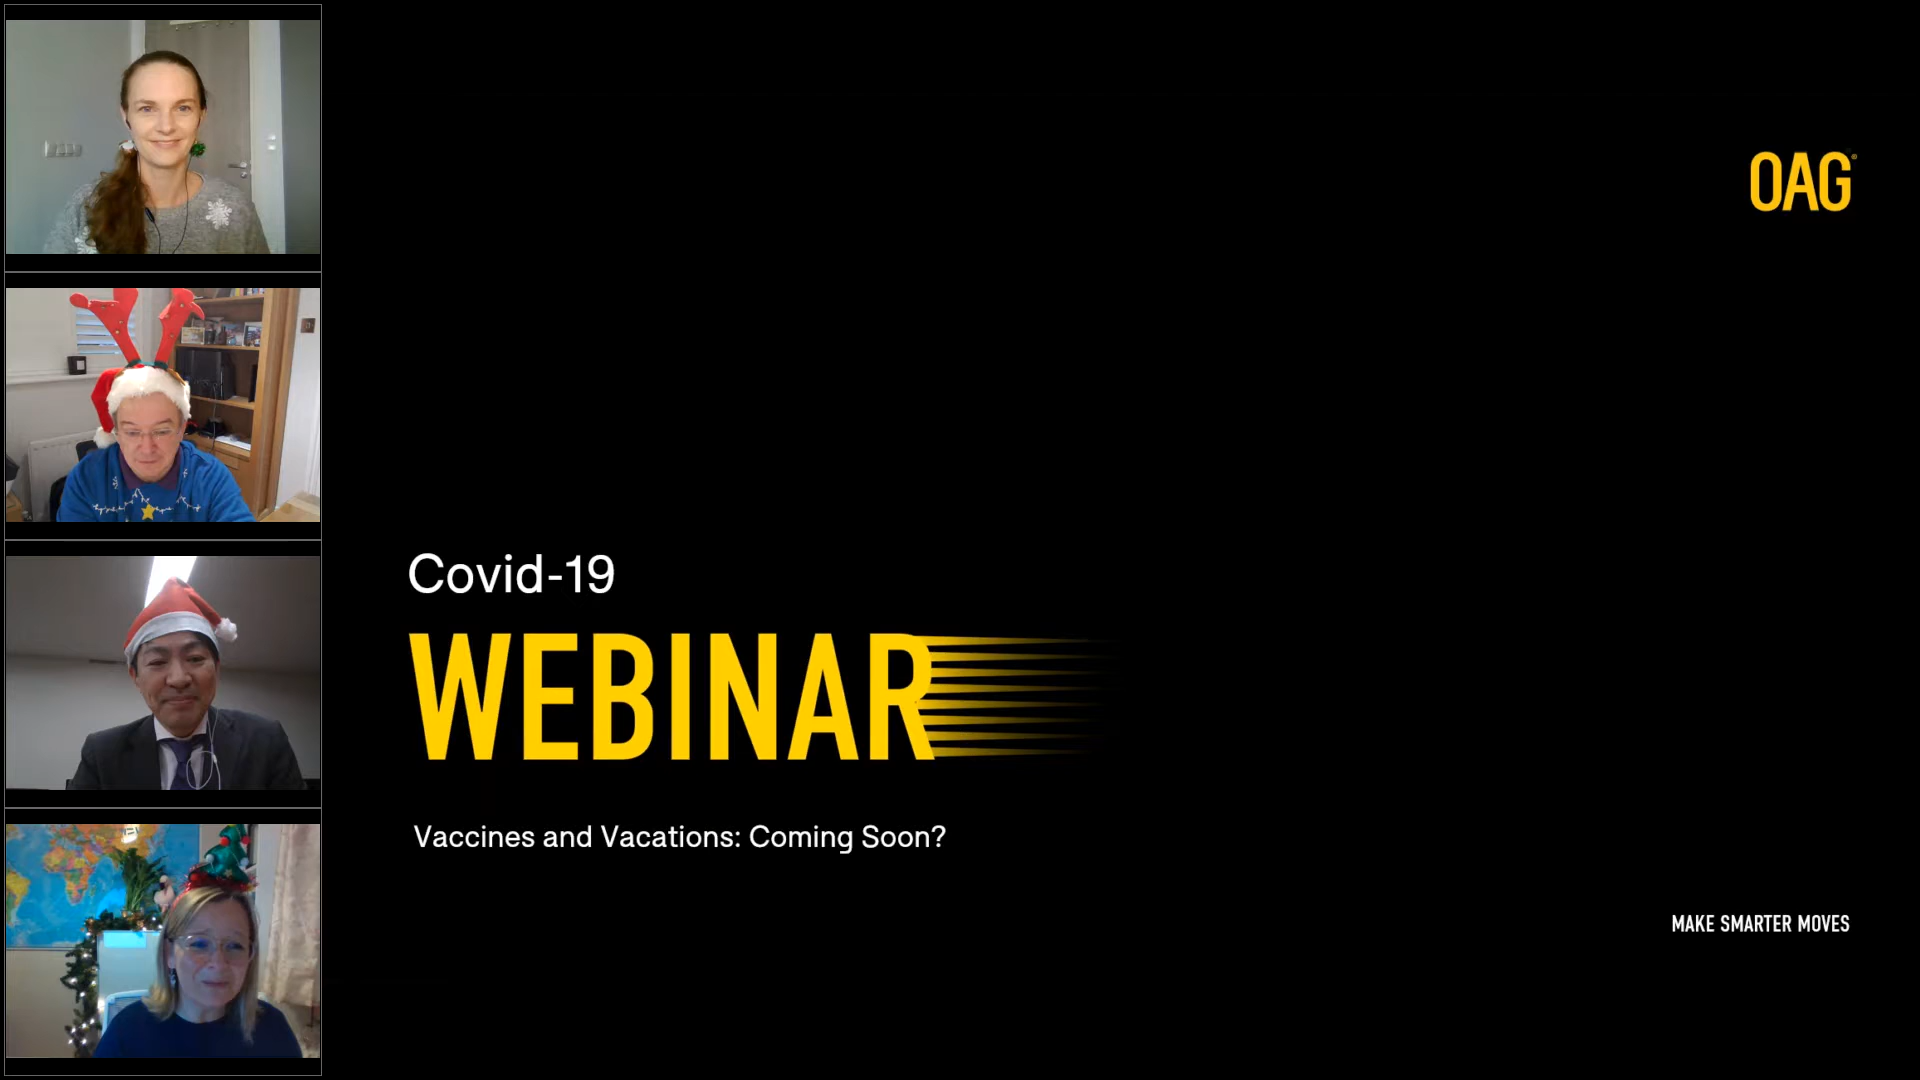 OAG®
Covid-19
WEBINAR
Vaccines and Vacations: Coming Soon?
MAKE SMARTER MOVES